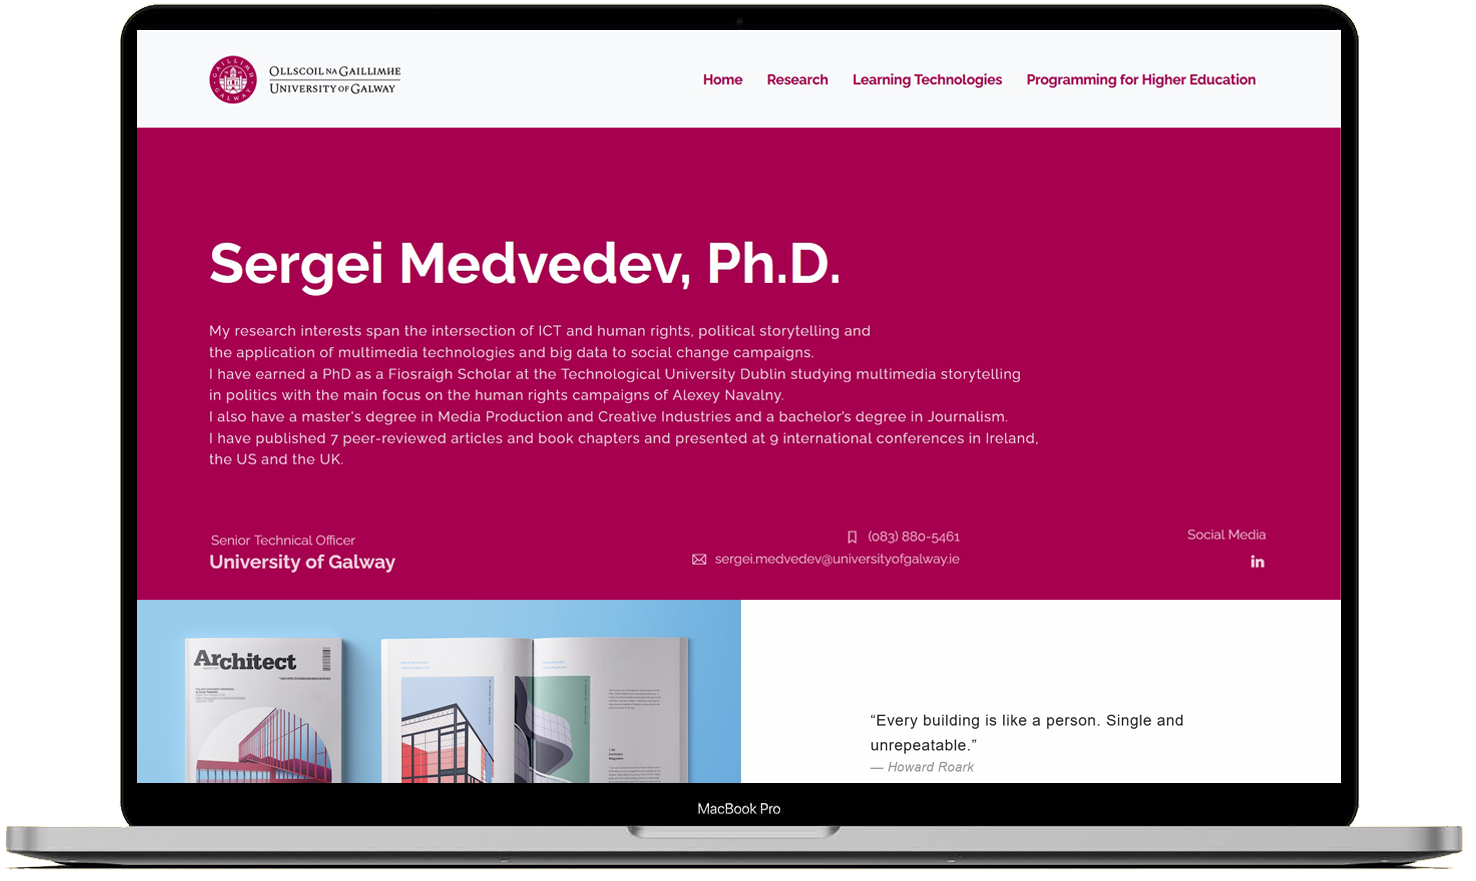 GAILLIMH
GALWAY
OLLSCOIL NA GAILLIMHE
UNIVERSITY OF GALWAY
Home
Research
Learning Technologies
Programming for Higher Education
Sergei Medvedev, Ph.D.
My research interests span the intersection of ICT and human rights, political storytelling and
the application of multimedia technologies and big data to social change campaigns.
I have earned a PhD as a Fiosraigh Scholar at the Technological University Dublin studying multimedia storytelling
in politics with the main focus on the human rights campaigns of Alexey Navalny.
I also have a master's degree in Media Production and Creative Industries and a bachelor's degree in Journalism.
I have published 7 peer-reviewed articles and book chapters and presented at 9 international conferences in Ireland,
the US and the UK.
Senior Technical Officer
University of Galway
(083) 880-5461
sergei.medvedev@universityofgalway.ie
Social Media
in
Architect
“Every building is like a person. Single and
unrepeatable.”
— Howard Roark
MacBook Pro